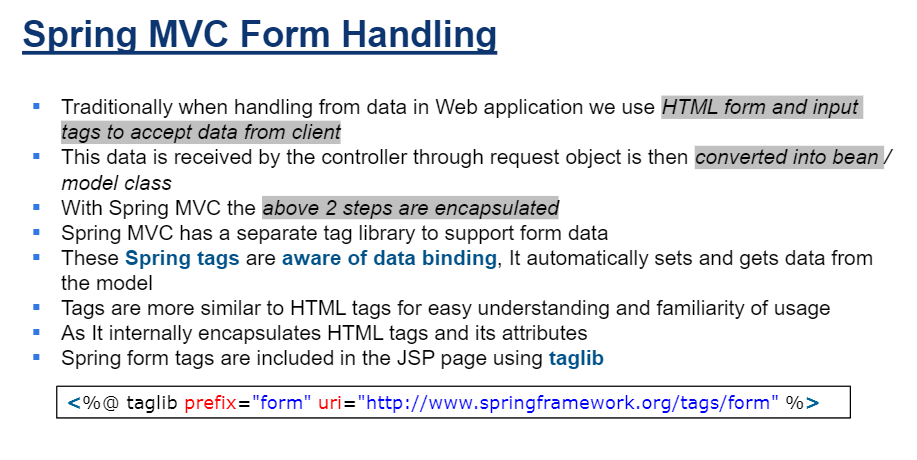 Spring MVC Form Handling
Traditionally when handling from data in Web application we use HTML form and input
tags to accept data from client
This data is received by the controller through request object is then converted into bean /
model class
With Spring MVC the above 2 steps are encapsulated
Spring MVC has a separate tag library to support form data
These Spring tags are aware of data binding, It automatically sets and gets data from
the model
Tags are more similar to HTML tags for easy understanding and familiarity of usage
As It internally encapsulates HTML tags and its attributes
Spring form tags are included in the JSP page using taglib
<%@ taglib prefix="form" uri="http://www.springframework.org/tags/form" %>